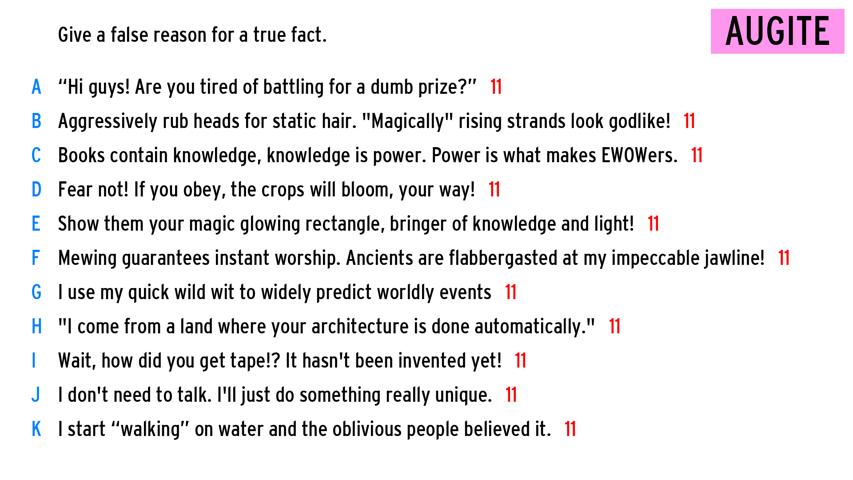 Give a false reason for a true fact.
AUGITE
A “Hi guys! Are you tired of battling for a dumb prize?” 11
B Aggressively rub heads for static hair. "Magically" rising strands look godlike! 11
C Books contain knowledge, knowledge is power. Power is what makes EWOWers. 11
D Fear not! If you obey, the crops will bloom, your way! 11
E Show them your magic glowing rectangle, bringer of knowledge and light! 11
F Mewing guarantees instant worship. Ancients are flabbergasted at my impeccable jawline! 11
G I use my quick wild wit to widely predict worldly events 11
H "I come from a land where your architecture is done automatically." 11
I Wait, how did you get tape!? It hasn't been invented yet! 11
J I don't need to talk. I'll just do something really unique. 11
K I start “walking” on water and the oblivious people believed it. 11